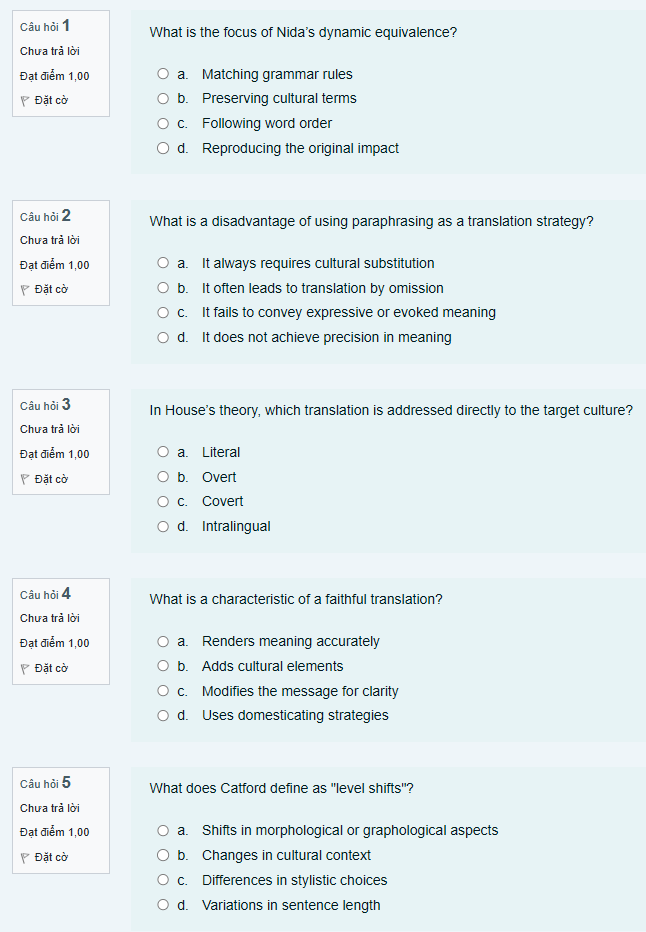 Câu hỏi 1
Chưa trả lời
Đạt điểm 1,00
Đặt cờ
What is the focus of Nida's dynamic equivalence?
a. Matching grammar rules
b. Preserving cultural terms
c. Following word order
d. Reproducing the original impact
Câu hỏi 2
Chưa trả lời
Đạt điểm 1,00
Đặt cờ
What is a disadvantage of using paraphrasing as a translation strategy?
a. It always requires cultural substitution
b. It often leads to translation by omission
c. It fails to convey expressive or evoked meaning
d. It does not achieve precision in meaning
Câu hỏi 3
Chưa trả lời
Đạt điểm 1,00
Đặt cờ
In House's theory, which translation is addressed directly to the target culture?
a. Literal
b. Overt
c. Covert
d. Intralingual
Câu hỏi 4
Chưa trả lời
Đạt điểm 1,00
Đặt cờ
What is a characteristic of a faithful translation?
a. Renders meaning accurately
b. Adds cultural elements
c. Modifies the message for clarity
d. Uses domesticating strategies
Câu hỏi 5
Chưa trả lời
Đạt điểm 1,00
Đặt cờ
What does Catford define as "level shifts"?
a. Shifts in morphological or graphological aspects
b. Changes in cultural context
c. Differences in stylistic choices
d. Variations in sentence length